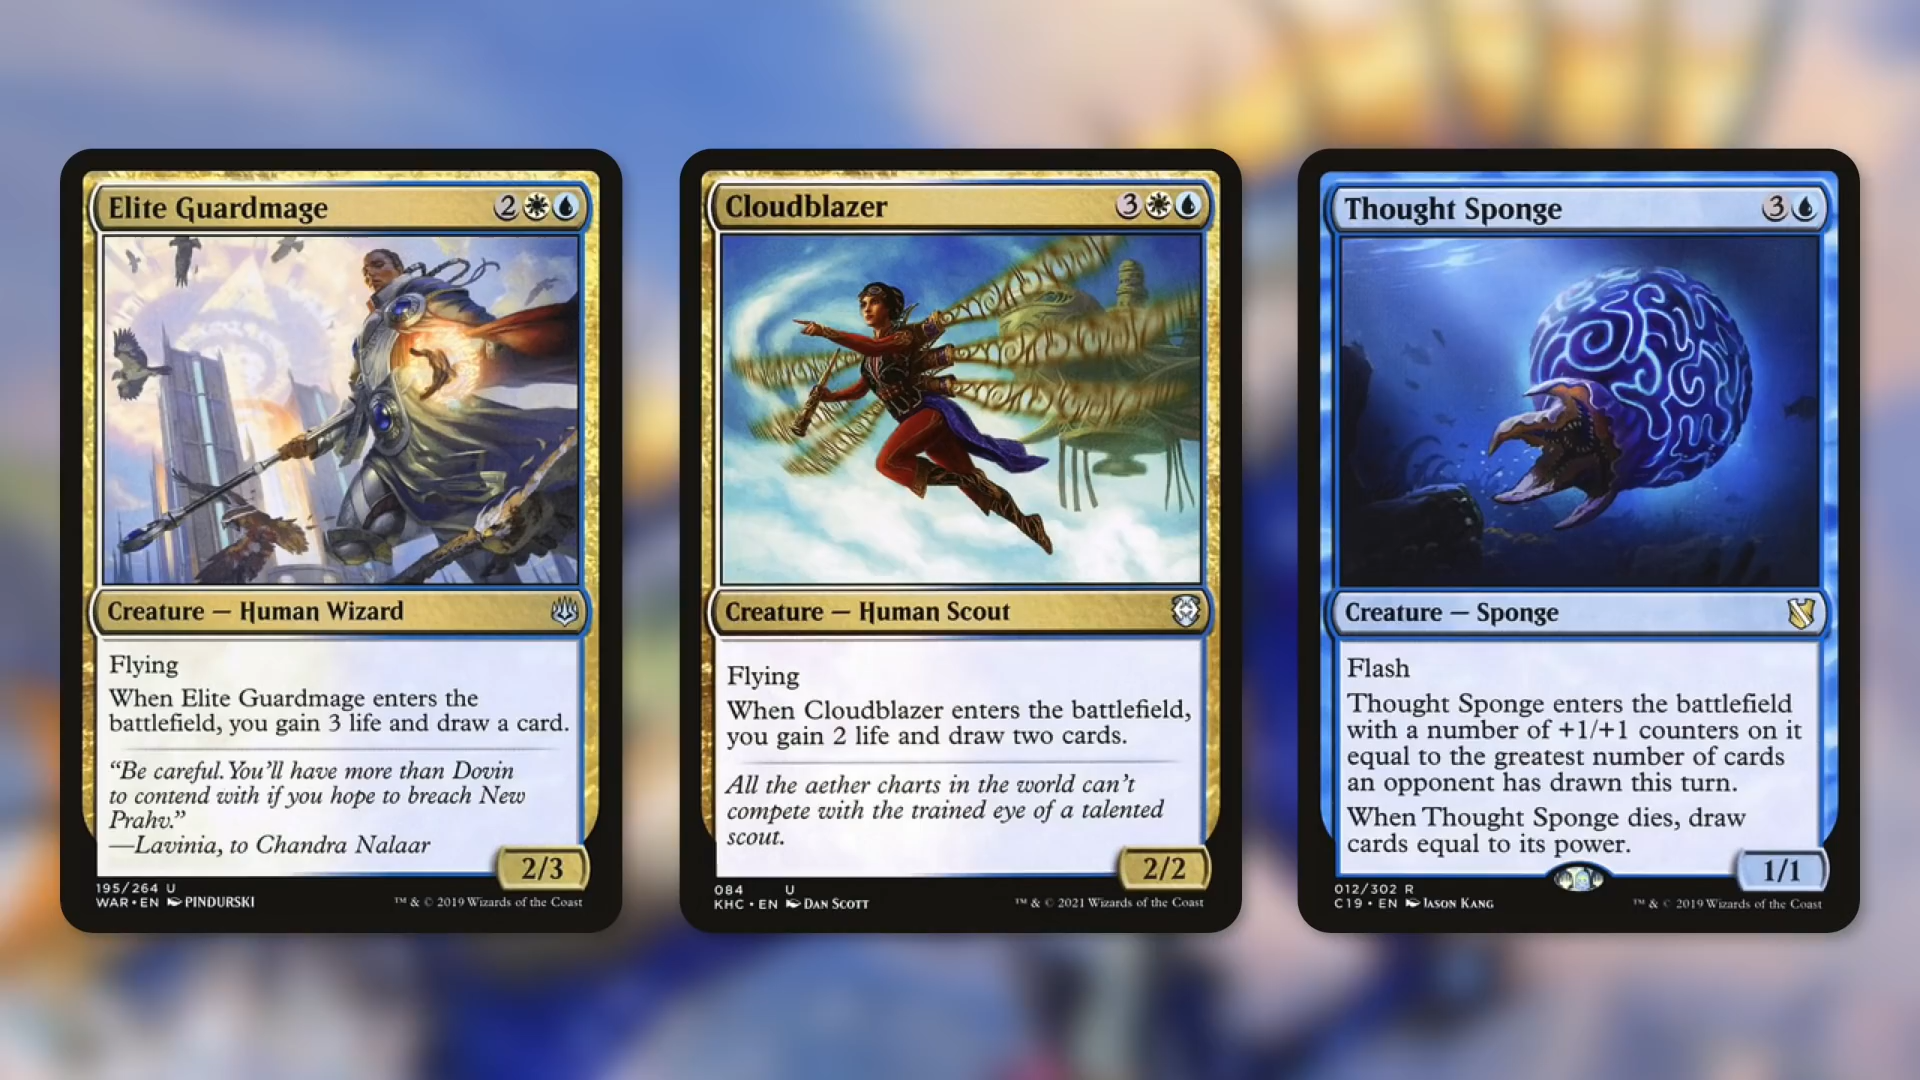 Elite Guardmage 2
Creature — Human Wizard
Flying
When Elite Guardmage enters the
battlefield, you gain 3 life and draw a card.
“Be careful. You’ll have more than Dovin
to contend with if you hope to breach New
Prahv.”
—Lavinia, to Chandra Nalaar
2/3
195/264 U
WAR • EN PINDURSKI
™ & © 2019 Wizards of the Coast
Cloudblazer 3
Creature — Human Scout
Flying
When Cloudblazer enters the battlefield,
you gain 2 life and draw two cards.
All the aether charts in the world can’t
compete with the trained eye of a talented
scout.
2/2
084 U
KHC • EN DAN SCOTT
™ & © 2021 Wizards of the Coast
Thought Sponge 3
Creature — Sponge
Flash
Thought Sponge enters the battlefield
with a number of +1/+1 counters on it
equal to the greatest number of cards
an opponent has drawn this turn.
When Thought Sponge dies, draw
cards equal to its power.
1/1
012/302 R
C19 • EN JASON KANG
™ & © 2019 Wizards of the Coast